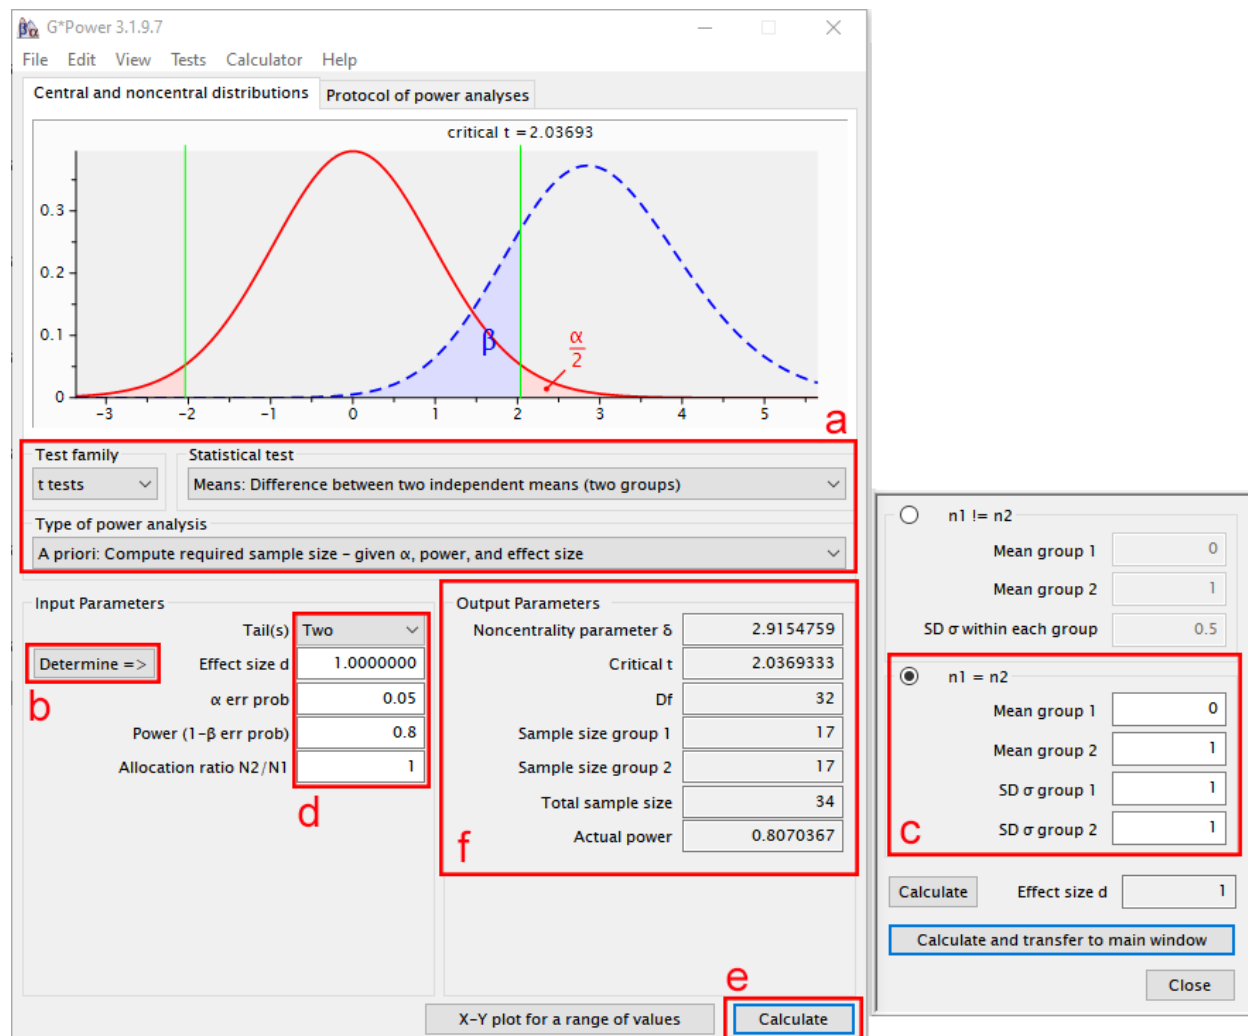 G*Power 3.1.9.7
File Edit View Tests Calculator Help
Central and noncentral distributions Protocol of power analyses
critical t = 2.03693
0.3
0.2
0.1
0
β
α
2
-3 -2 -1 0 1 2 3 4 5
a
Test family Statistical test
t tests Means: Difference between two independent means (two groups)
Type of power analysis
A priori: Compute required sample size – given α, power, and effect size
Input Parameters
Tail(s) Two
Determine => Effect size d 1.0000000
b
α err prob 0.05
Power (1-β err prob) 0.8
Allocation ratio N2/N1 1
d
Output Parameters
Noncentrality parameter δ 2.9154759
Critical t 2.0369333
Df 32
Sample size group 1 17
Sample size group 2 17
Total sample size 34
Actual power 0.8070367
f
e
X-Y plot for a range of values Calculate
n1 != n2
Mean group 1 0
Mean group 2 1
SD σ within each group 0.5
n1 = n2
Mean group 1 0
Mean group 2 1
SD σ group 1 1
SD σ group 2 1
c
Calculate Effect size d 1
Calculate and transfer to main window
Close